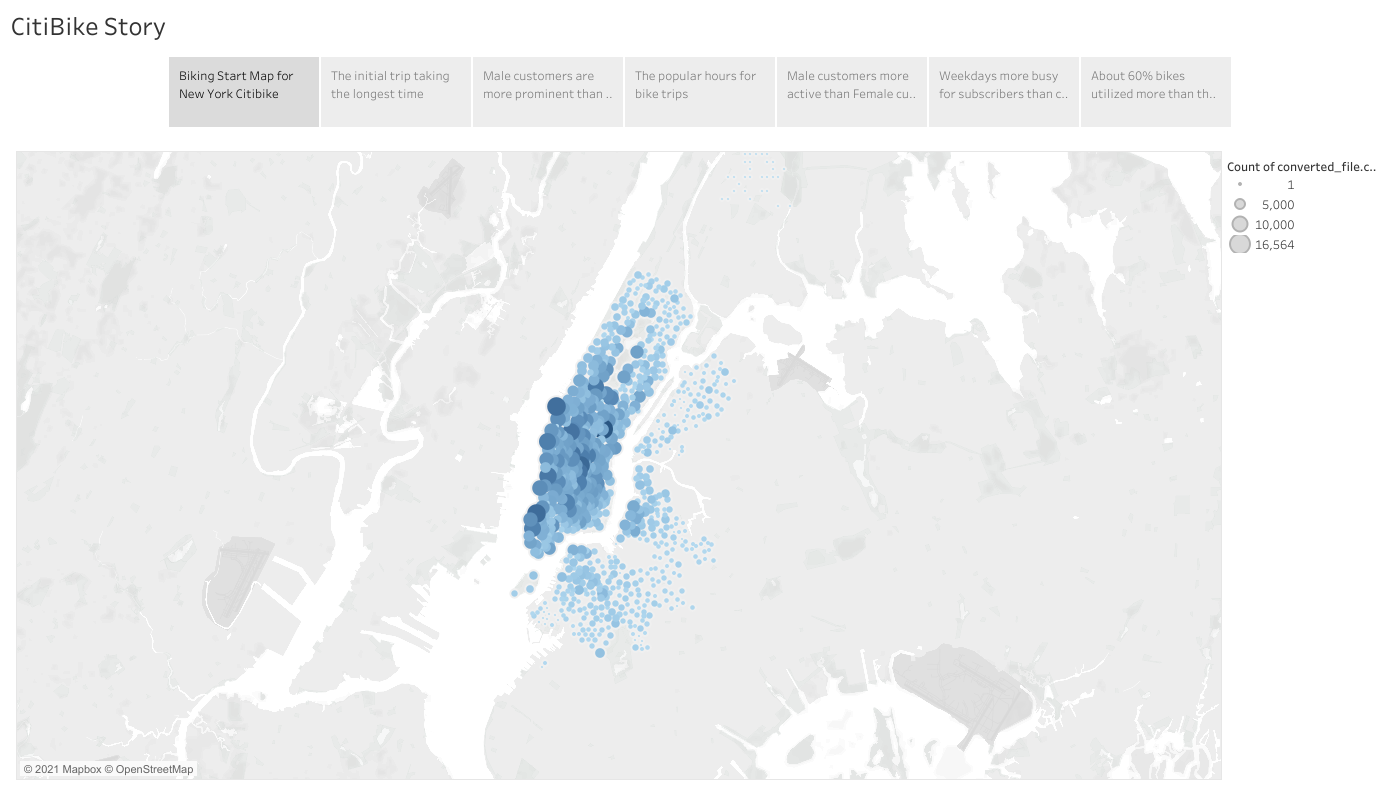 CitiBike Story
Biking Start Map for
New York Citibike
The initial trip taking
the longest time
Male customers are
more prominent than ..
The popular hours for
bike trips
Male customers more
active than Female cu..
Weekdays more busy
for subscribers than c..
About 60% bikes
utilized more than th..
Count of converted_file.c..
1
5,000
10,000
16,564
© 2021 Mapbox © OpenStreetMap